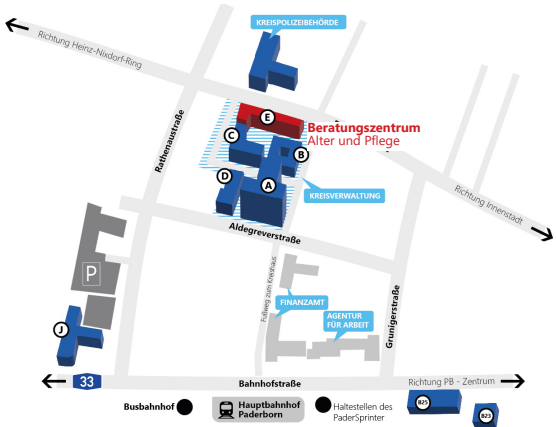 KREISPOLIZEIBEHÖRDE
Richtung Heinz-Nixdorf-Ring
Rathenaustraße
E
Beratungszentrum
Alter und Pflege
C
B
D
A
KREISVERWALTUNG
Richtung Innenstadt
Aldegreverstraße
P
Fußweg zum Kreishaus
FINANZAMT
AGENTUR
FÜR ARBEIT
Grunigerstraße
J
33
Bahnhofstraße
Richtung PB - Zentrum
Busbahnhof
Hauptbahnhof
Paderborn
Haltestellen des
PaderSprinter
B25
B23